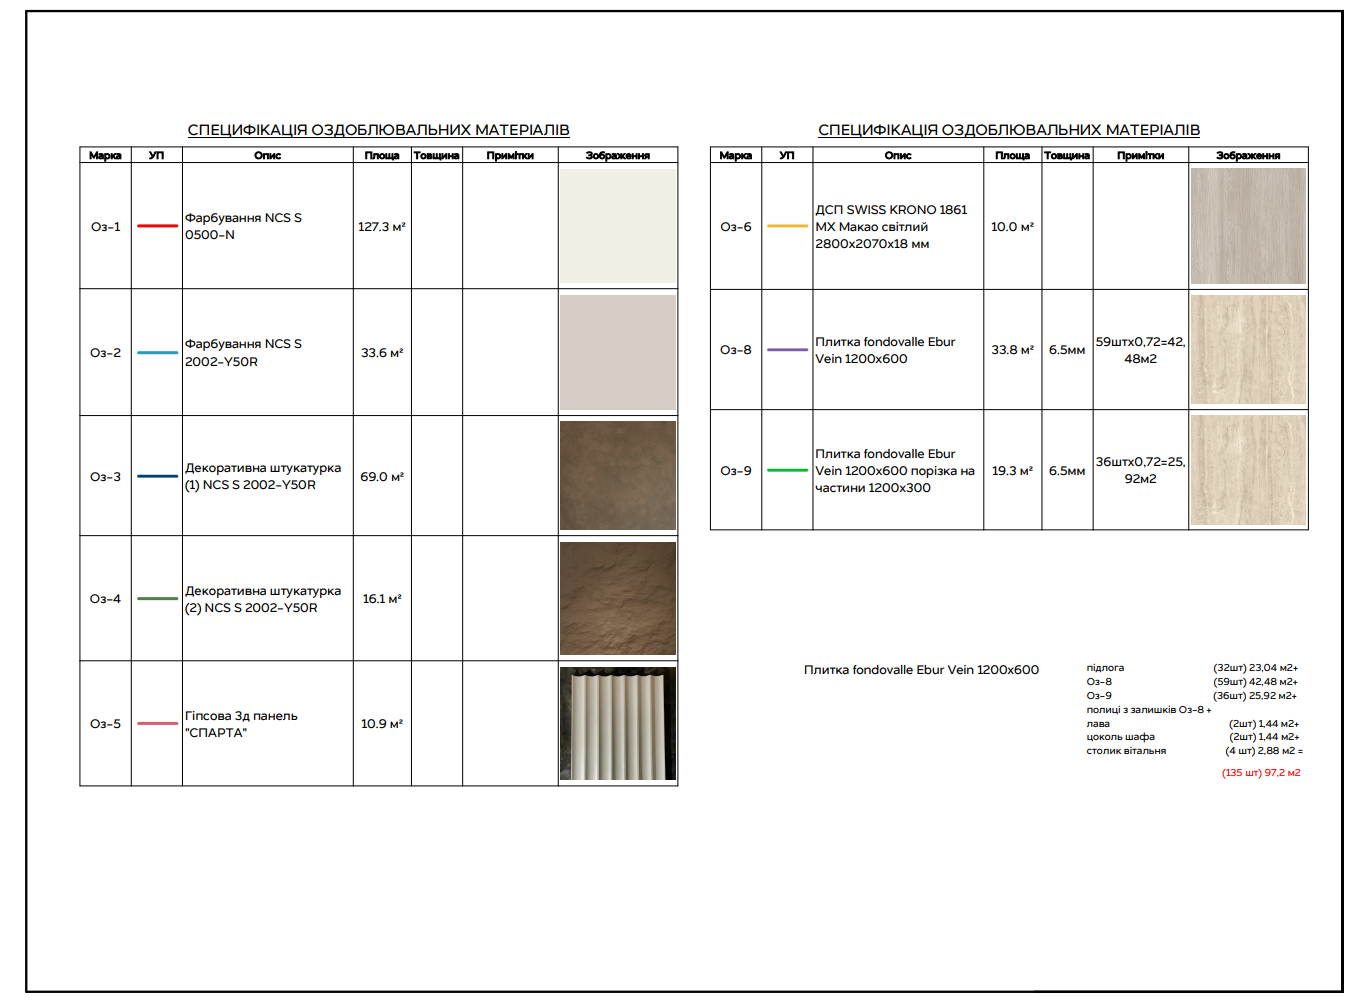 СПЕЦИФІКАЦІЯ ОЗДОБЛЮВАЛЬНИХ МАТЕРІАЛІВ
Марка УП Опис Площа Товщина Примітки Зображення
Оз-1 Фарбування NCS S
0500-N 127.3 м²
Оз-2 Фарбування NCS S
2002-Y50R 33.6 м²
Оз-3 Декоративна штукатурка
(1) NCS S 2002-Y50R 69.0 м²
Оз-4 Декоративна штукатурка
(2) NCS S 2002-Y50R 16.1 м²
Оз-5 Гіпсова 3д панель
"СПАРТА" 10.9 м²
СПЕЦИФІКАЦІЯ ОЗДОБЛЮВАЛЬНИХ МАТЕРІАЛІВ
Марка УП Опис Площа Товщина Примітки Зображення
Оз-6 ДСП SWISS KRONO 1861
MX Макао світлий
2800x2070x18 мм 10.0 м²
Оз-8 Плитка fondovalle Ebur
Vein 1200x600 33.8 м² 6.5мм 59штх0,72=42,
48м2
Оз-9 Плитка fondovalle Ebur
Vein 1200x600 порізка на
частини 1200x300 19.3 м² 6.5мм 36штх0,72=25,
92м2
Плитка fondovalle Ebur Vein 1200x600
підлога (32шт) 23,04 м2+
Оз-8 (59шт) 42,48 м2+
Оз-9 (36шт) 25,92 м2+
полиці з залишків Оз-8 +
лава (2шт) 1,44 м2+
цоколь шафа (2шт) 1,44 м2+
столик вітальня (4 шт) 2,88 м2 =
(135 шт) 97,2 м2